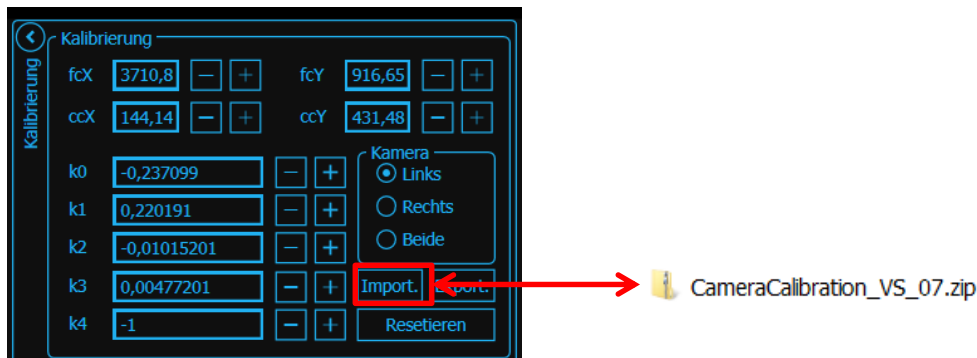 Kalibrierung
Kalibrierung
fcX 3710,8 − + fcY 916,65 − +
ccX 144,14 − + ccY 431,48 − +
Kamera
k0 -0,237099 − + Links
k1 0,220191 − + Rechts
k2 -0,01015201 − + Beide
k3 0,00477201 − + Import. Export.
k4 -1 − + Resetieren
CameraCalibration_VS_07.zip